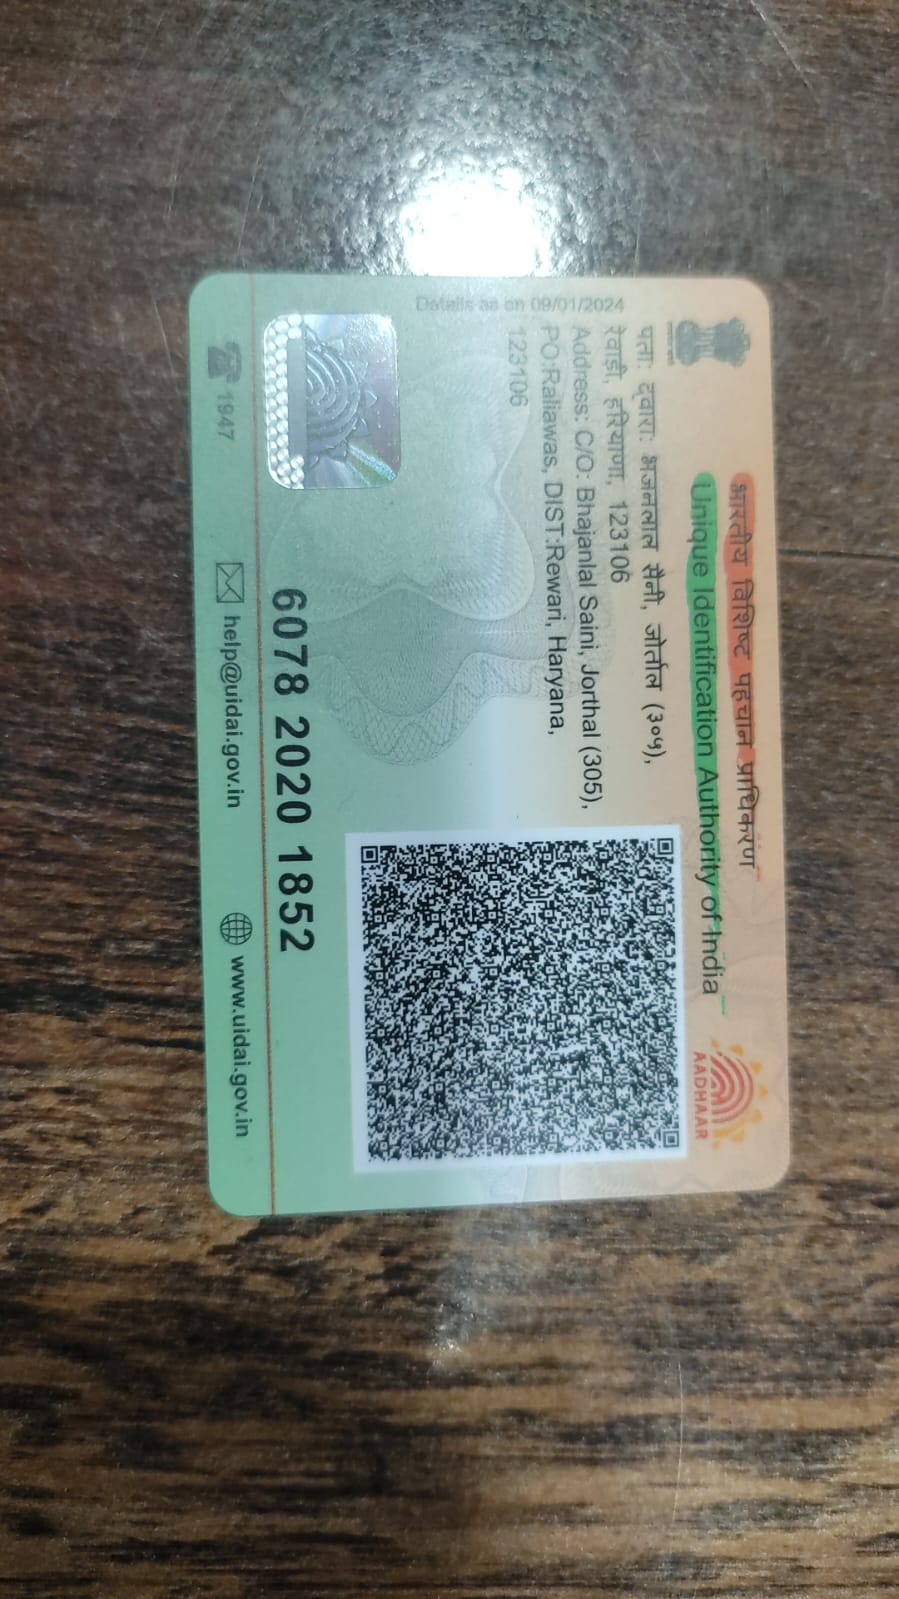 भारतीय विशिष्ट पहचान प्राधिकरण
Unique Identification Authority of India
AADHAAR
Details as on 09/01/2024
पता: द्वारा: भजनलाल सैनी, जोर्ताल (३०५),
रेवाड़ी, हरियाणा, 123106
Address: C/O: Bhajanlal Saini, Jorthal (305),
PO:Raliawas, DIST:Rewari, Haryana,
123106
6078 2020 1852
1947
help@uidai.gov.in
www.uidai.gov.in